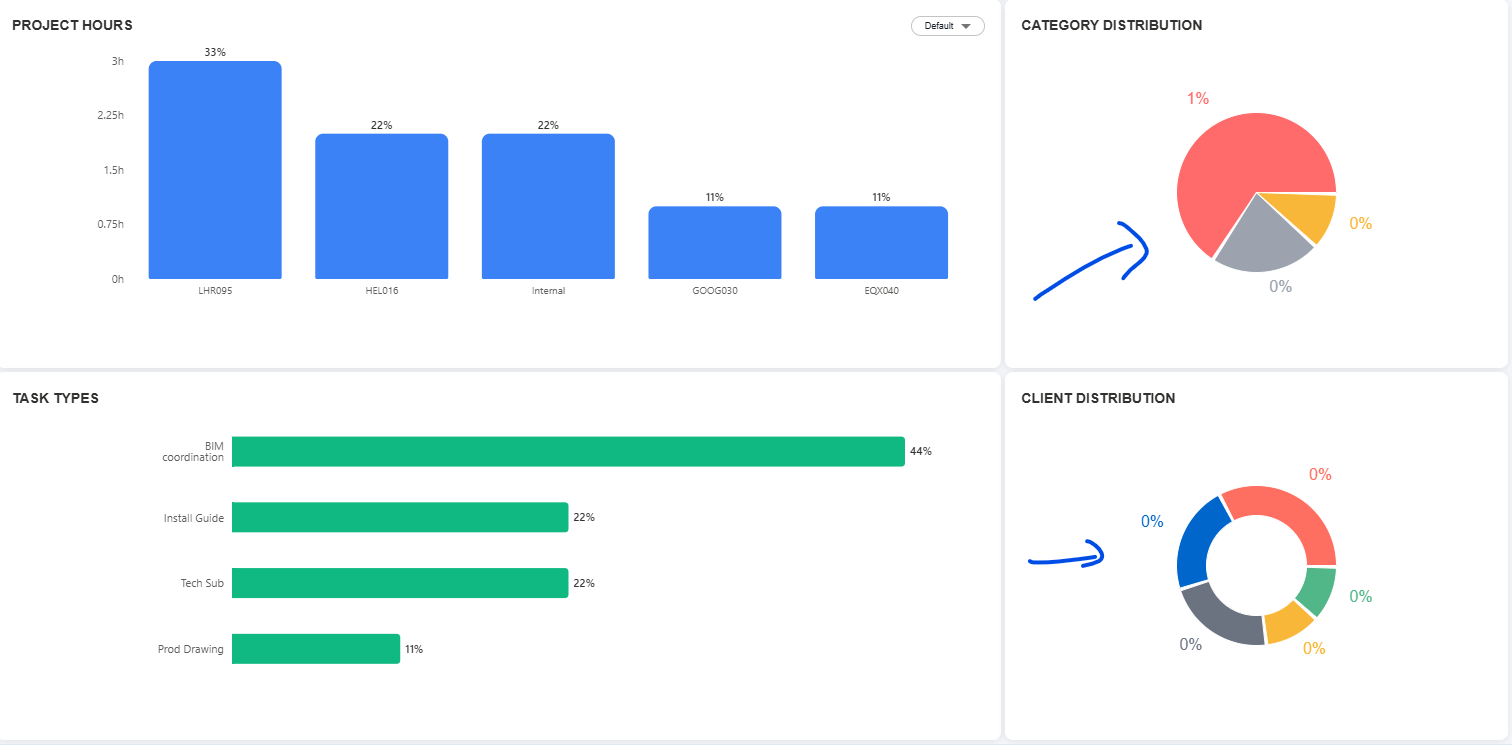 PROJECT HOURS
Default
33%
3h
22%
22%
2.25h
1.5h
11%
11%
0.75h
0h
LHR095
HEL016
Internal
GOOG030
EQX040
CATEGORY DISTRIBUTION
1%
0%
0%
TASK TYPES
BIM
coordination
44%
Install Guide
22%
Tech Sub
22%
Prod Drawing
11%
CLIENT DISTRIBUTION
0%
0%
0%
0%
0%